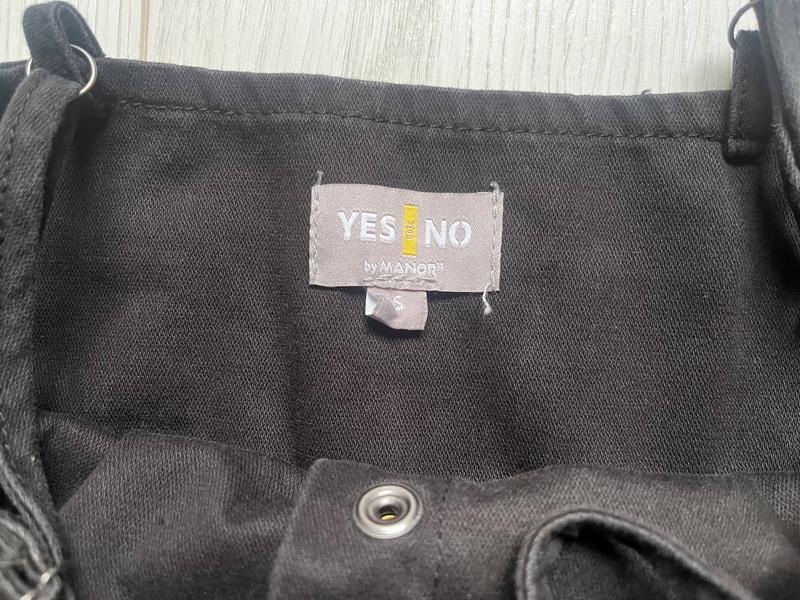 YES NO
by MANOR
S